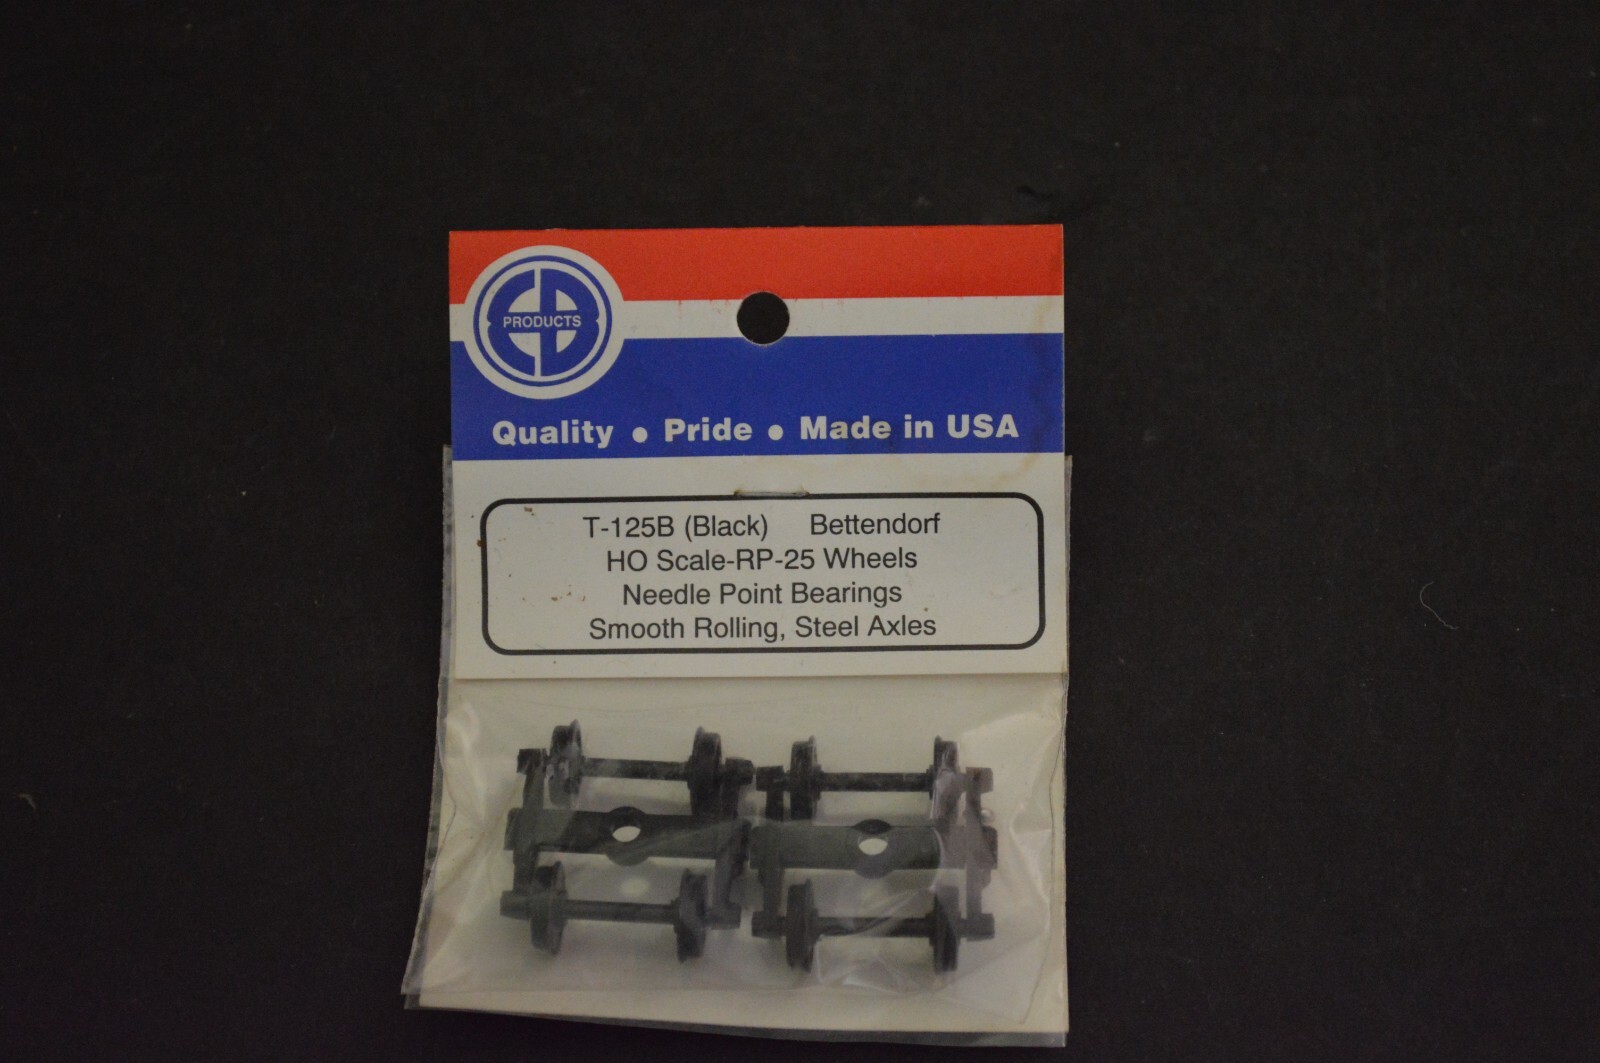 PRODUCTS
Quality • Pride • Made in USA
T-125B (Black) Bettendorf
HO Scale-RP-25 Wheels
Needle Point Bearings
Smooth Rolling, Steel Axles